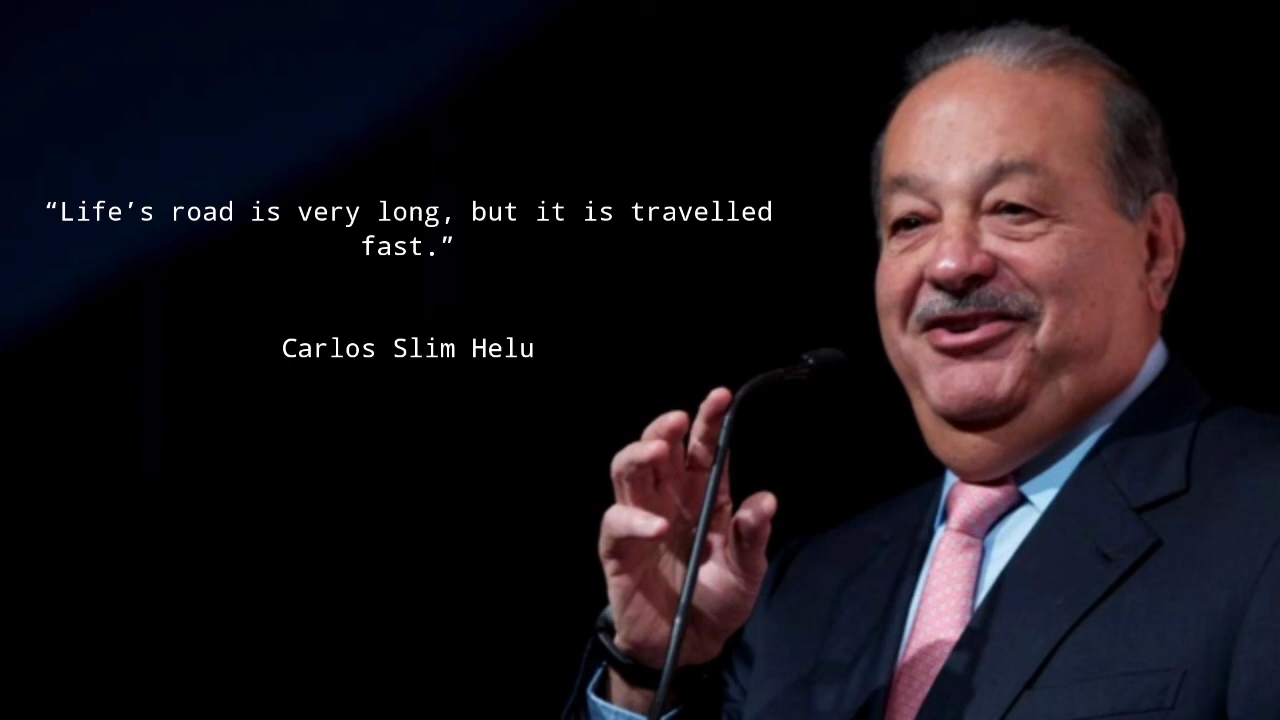 “Life’s road is very long, but it is travelled
fast.”
Carlos Slim Helu